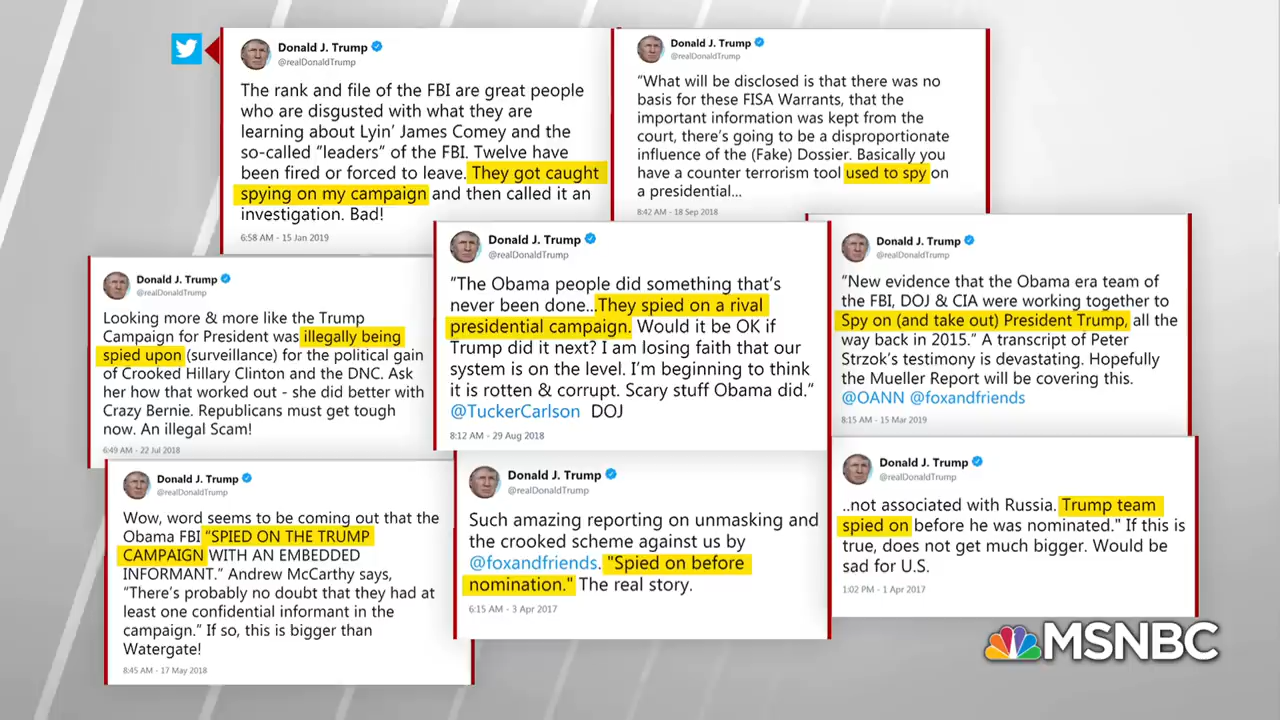 Donald J. Trump
@realDonaldTrump
The rank and file of the FBI are great people
who are disgusted with what they are
learning about Lyin' James Comey and the
so-called "leaders" of the FBI. Twelve have
been fired or forced to leave. They got caught
spying on my campaign and then called it an
investigation. Bad!
6:58 AM - 15 Jan 2019
Donald J. Trump
@realDonaldTrump
"What will be disclosed is that there was no
basis for these FISA Warrants, that the
important information was kept from the
court, there's going to be a disproportionate
influence of the (Fake) Dossier. Basically you
have a counter terrorism tool used to spy on
a presidential...
8:42 AM - 18 Sep 2018
Donald J. Trump
@realDonaldTrump
Looking more & more like the Trump
Campaign for President was illegally being
spied upon (surveillance) for the political gain
of Crooked Hillary Clinton and the DNC. Ask
her how that worked out - she did better with
Crazy Bernie. Republicans must get tough
now. An illegal Scam!
6:49 AM - 22 Jul 2018
Donald J. Trump
@realDonaldTrump
"The Obama people did something that's
never been done...They spied on a rival
presidential campaign. Would it be OK if
Trump did it next? I am losing faith that our
system is on the level. I'm beginning to think
it is rotten & corrupt. Scary stuff Obama did."
@TuckerCarlson DOJ
8:12 AM - 29 Aug 2018
Donald J. Trump
@realDonaldTrump
"New evidence that the Obama era team of
the FBI, DOJ & CIA were working together to
Spy on (and take out) President Trump, all the
way back in 2015." A transcript of Peter
Strzok's testimony is devastating. Hopefully
the Mueller Report will be covering this.
@OANN @foxandfriends
8:15 AM - 15 Mar 2019
Donald J. Trump
@realDonaldTrump
Wow, word seems to be coming out that the
Obama FBI "SPIED ON THE TRUMP
CAMPAIGN WITH AN EMBEDDED
INFORMANT." Andrew McCarthy says,
"There's probably no doubt that they had at
least one confidential informant in the
campaign." If so, this is bigger than
Watergate!
8:45 AM - 17 May 2018
Donald J. Trump
@realDonaldTrump
Such amazing reporting on unmasking and
the crooked scheme against us by
@foxandfriends. "Spied on before
nomination." The real story.
6:15 AM - 3 Apr 2017
Donald J. Trump
@realDonaldTrump
..not associated with Russia. Trump team
spied on before he was nominated." If this is
true, does not get much bigger. Would be
sad for U.S.
1:02 PM - 1 Apr 2017
MSNBC